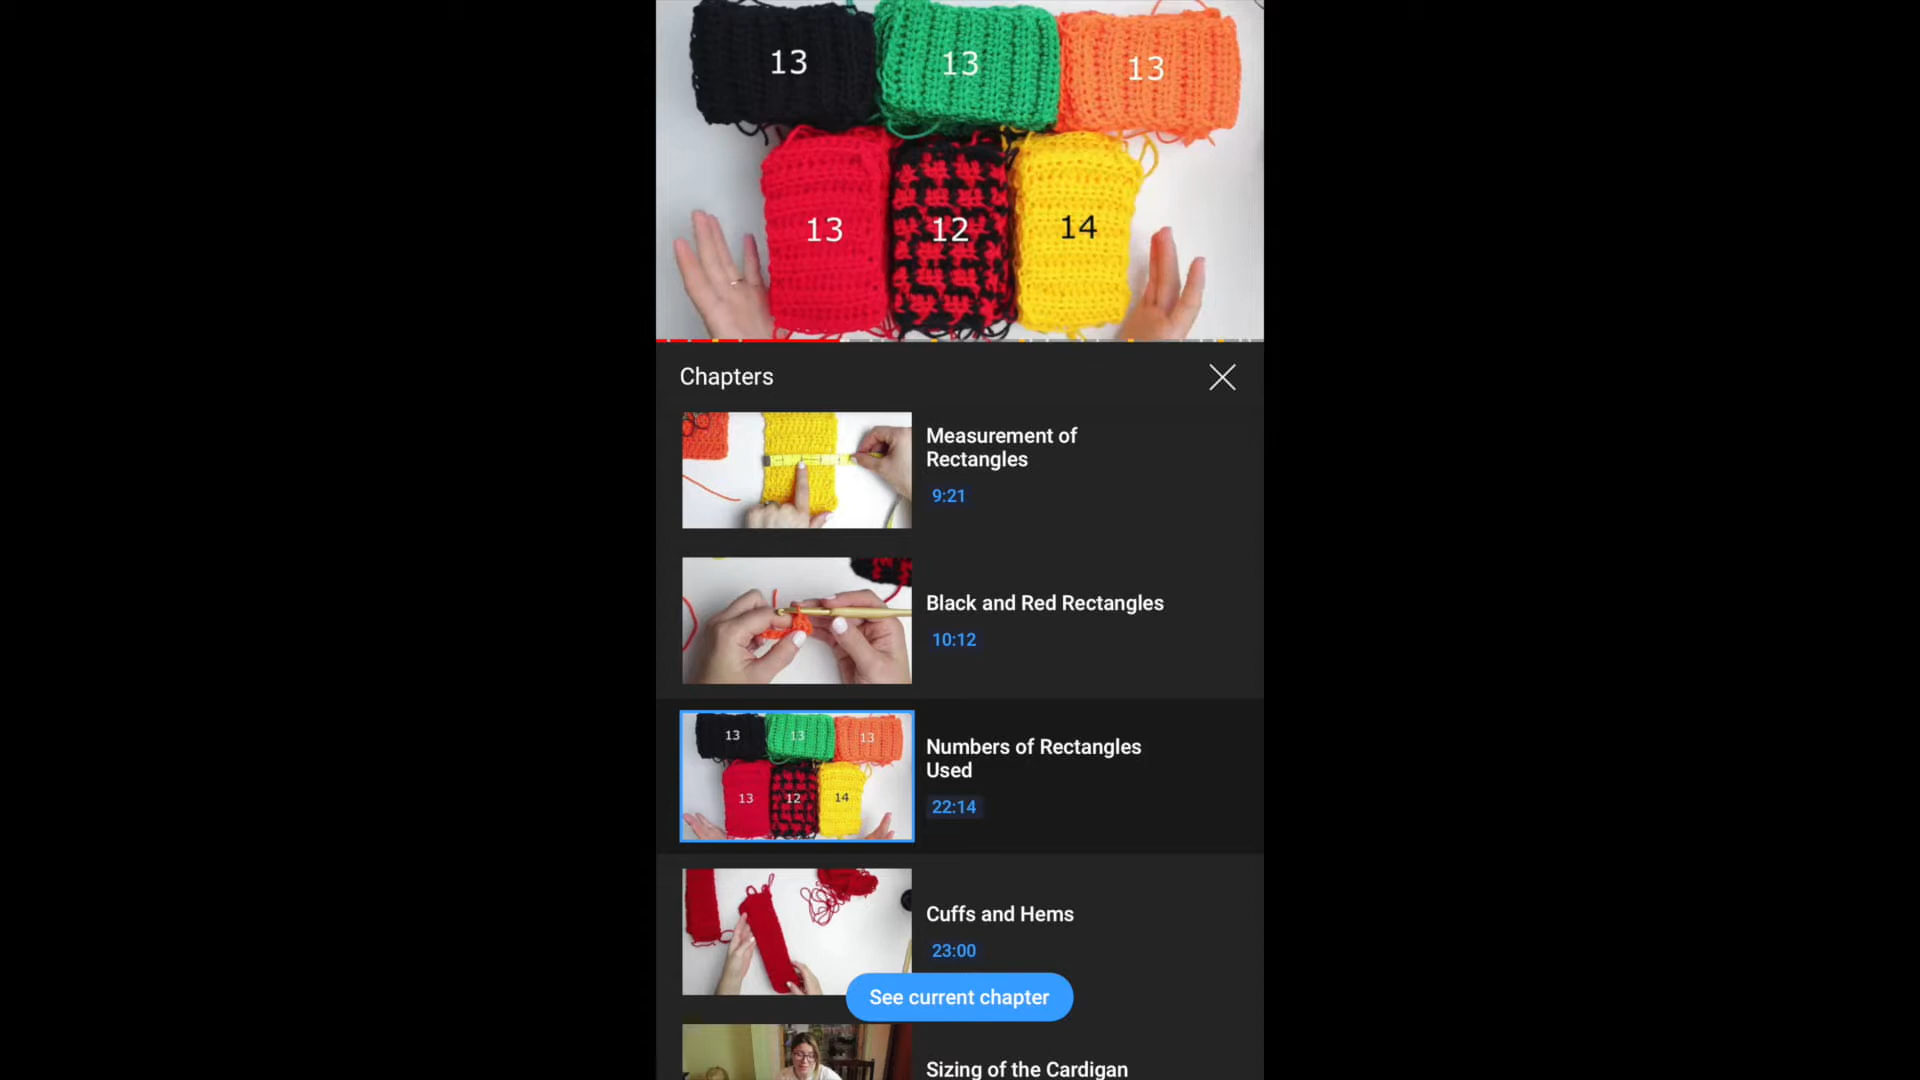 13 13 13
13 12 14
Chapters
Measurement of
Rectangles
9:21
Black and Red Rectangles
10:12
13 13 13
13 12 14
Numbers of Rectangles
Used
22:14
Cuffs and Hems
23:00
See current chapter
Sizing of the Cardigan